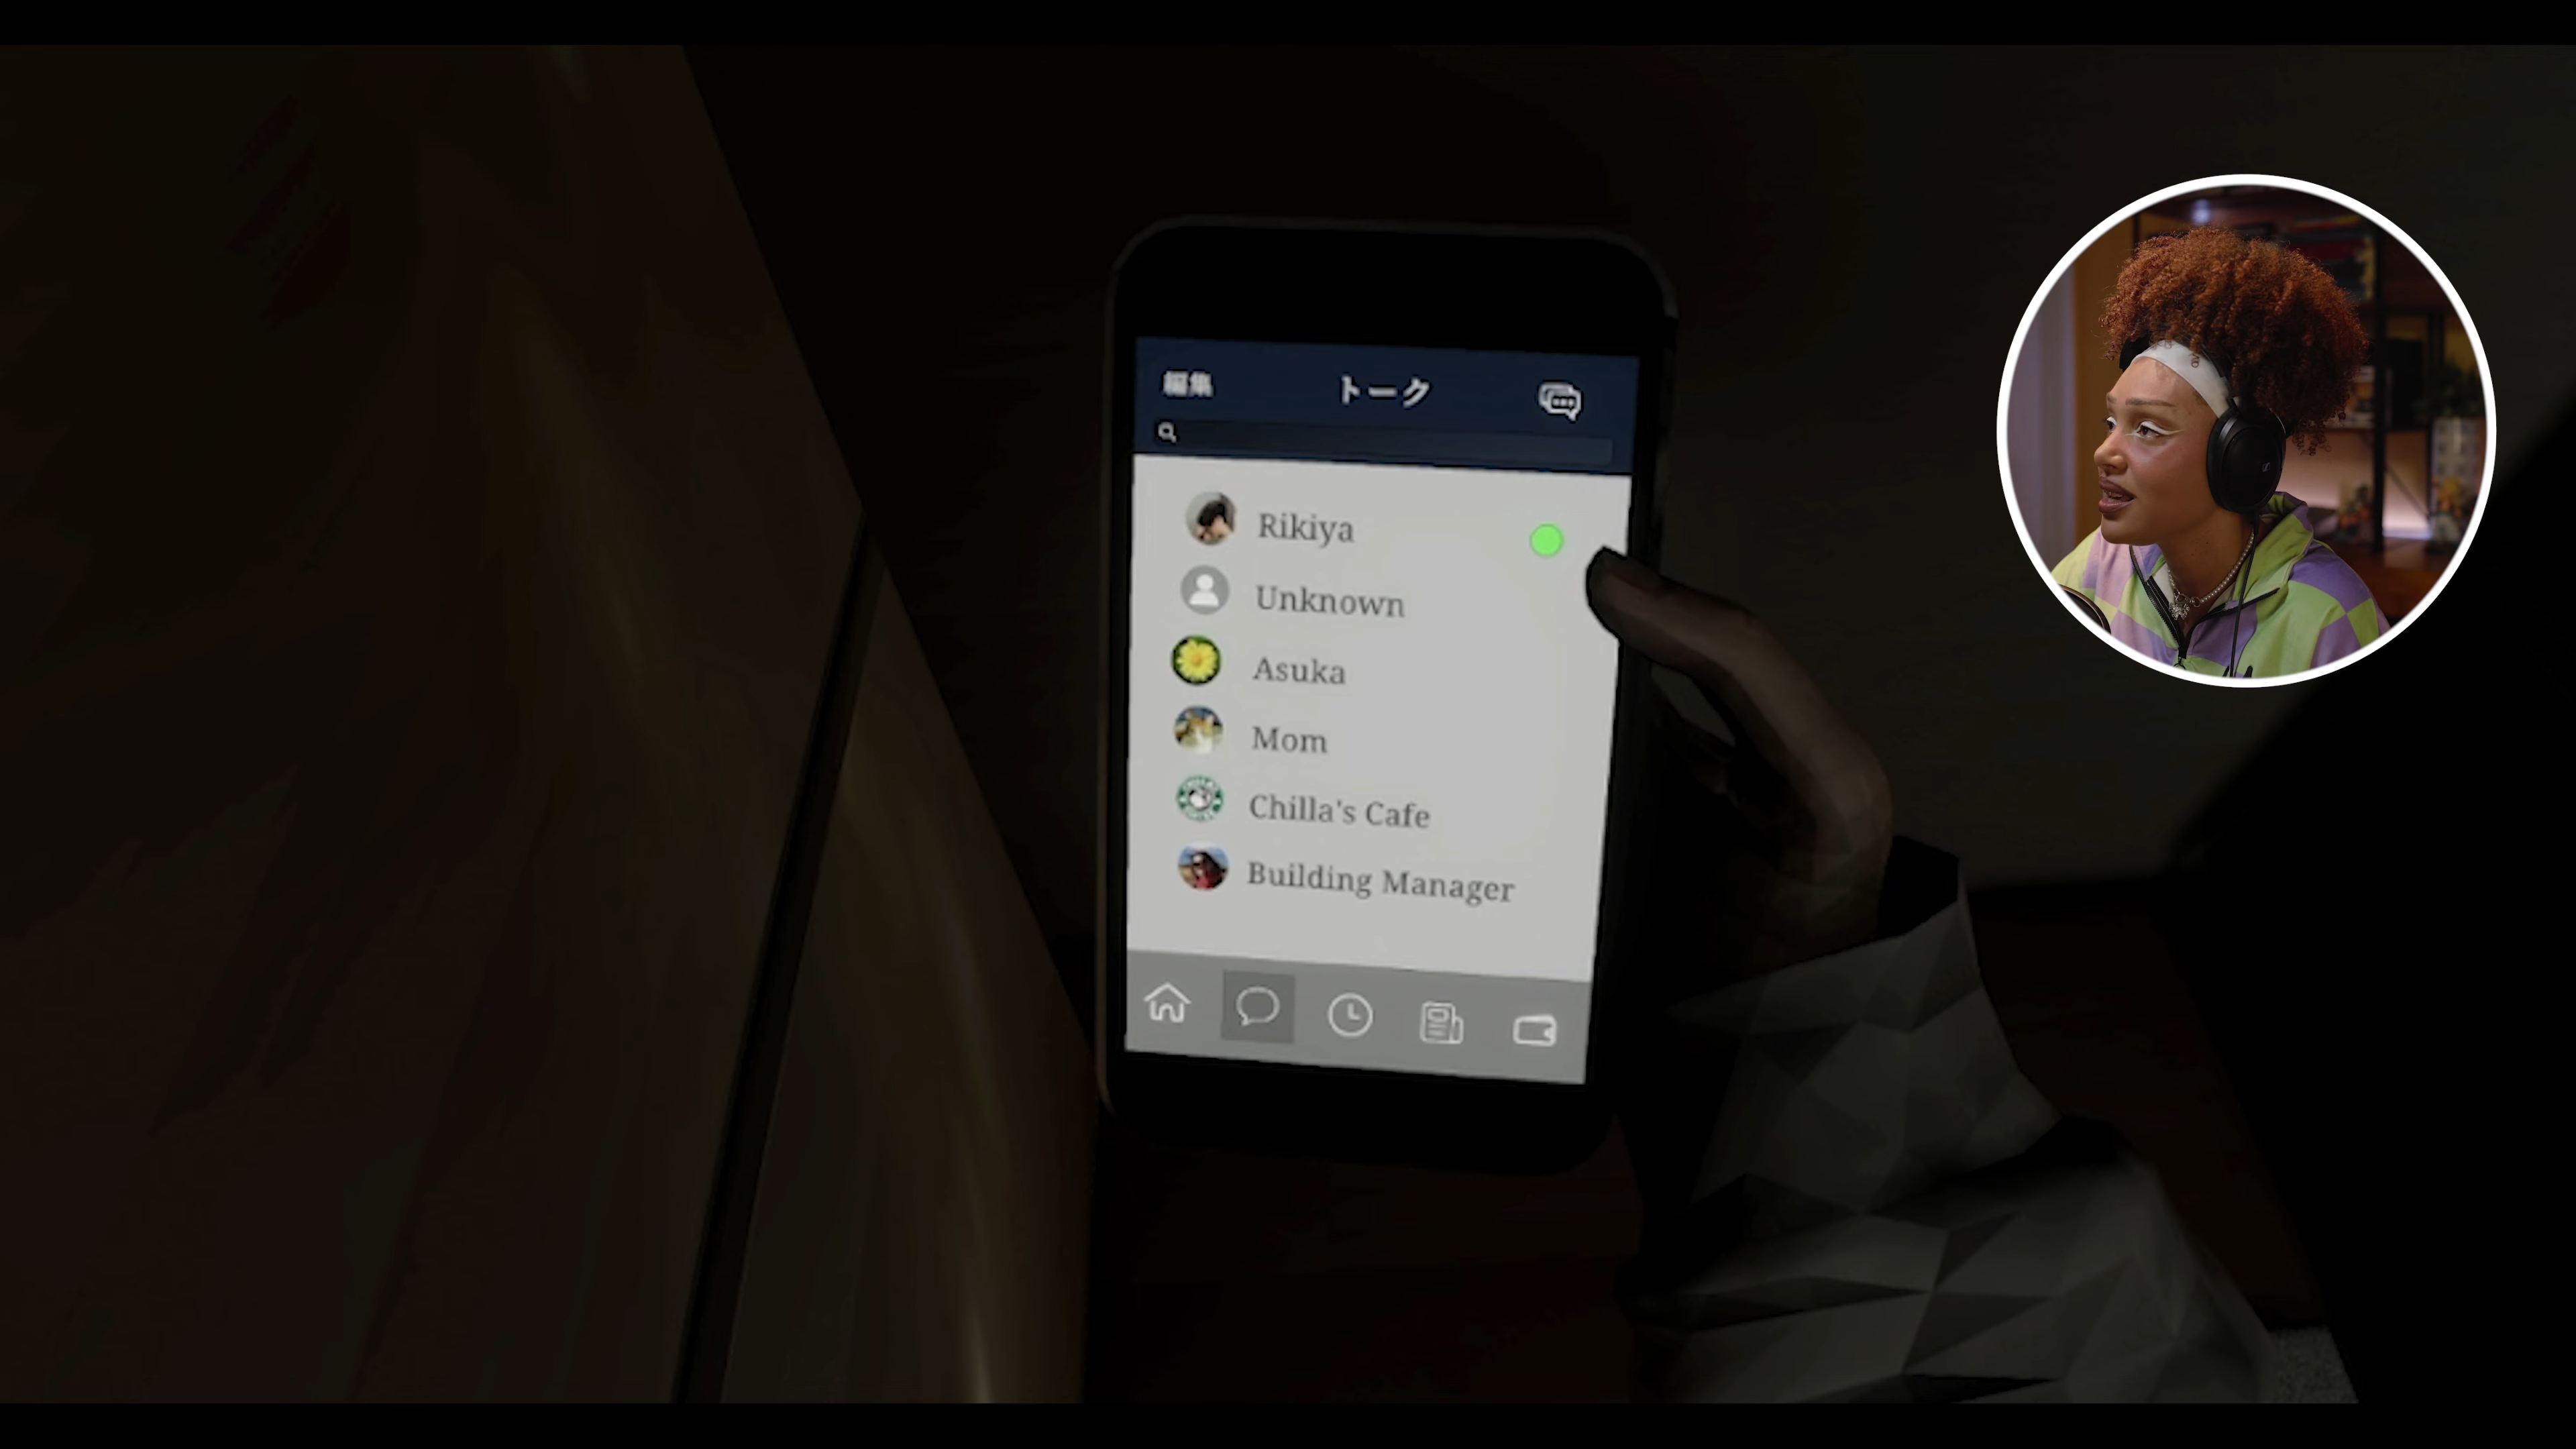 編集
トーク
Rikiya
Unknown
Asuka
Mom
Chilla's Cafe
Building Manager